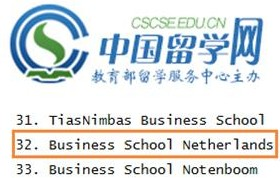 CSCSE.EDU.CN
中国留学网
教育部留学服务中心主办
31. TiasNimbas Business School
32. Business School Netherlands
33. Business School Notenboom